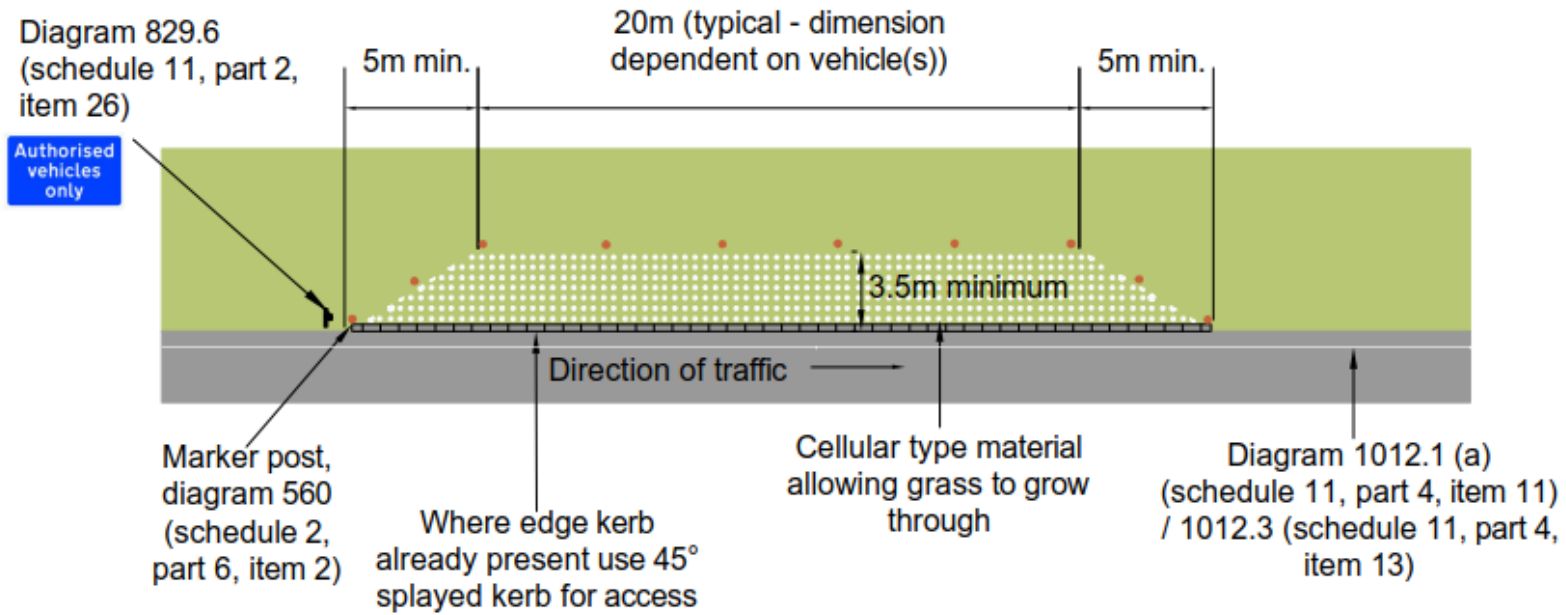 Diagram 829.6
(schedule 11, part 2,
item 26)
Authorised
vehicles
only
5m min.
20m (typical - dimension
dependent on vehicle(s))
5m min.
3.5m minimum
Direction of traffic
Marker post,
diagram 560
(schedule 2,
part 6, item 2)
Where edge kerb
already present use 45°
splayed kerb for access
Cellular type material
allowing grass to grow
through
Diagram 1012.1 (a)
(schedule 11, part 4, item 11)
/ 1012.3 (schedule 11, part 4,
item 13)